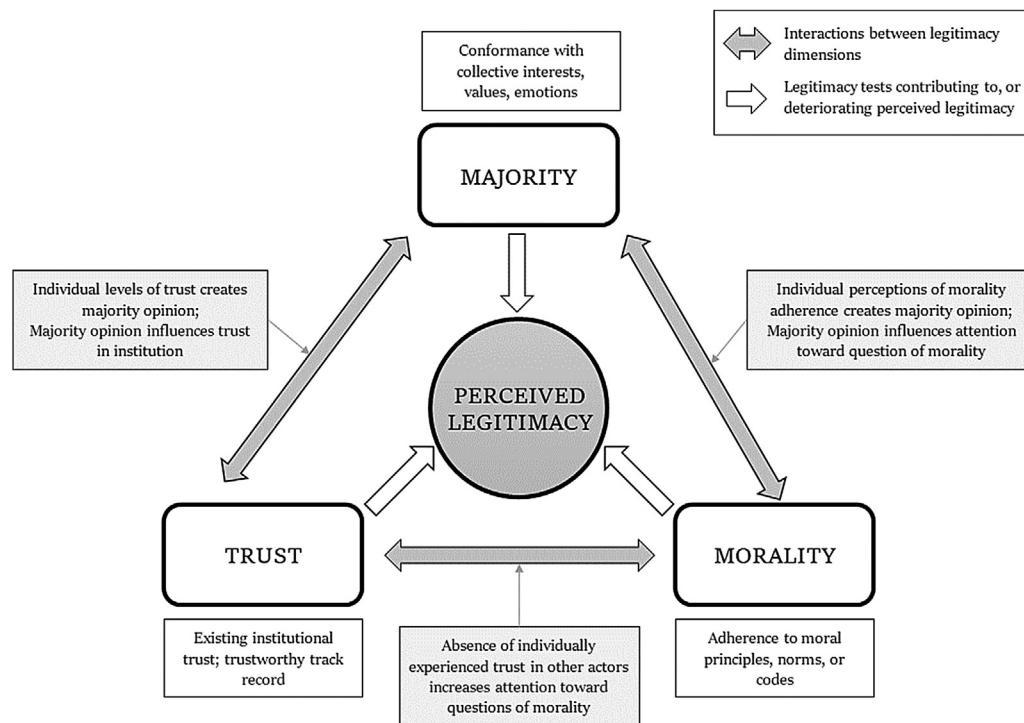 Conformance with
collective interests,
values, emotions
Interactions between legitimacy
dimensions
Legitimacy tests contributing to, or
deteriorating perceived legitimacy
MAJORITY
Individual levels of trust creates
majority opinion;
Majority opinion influences trust
in institution
Individual perceptions of morality
adherence creates majority opinion;
Majority opinion influences attention
toward question of morality
PERCEIVED
LEGITIMACY
TRUST
MORALITY
Existing institutional
trust; trustworthy track
record
Absence of individually
experienced trust in other actors
increases attention toward
questions of morality
Adherence to moral
principles, norms, or
codes